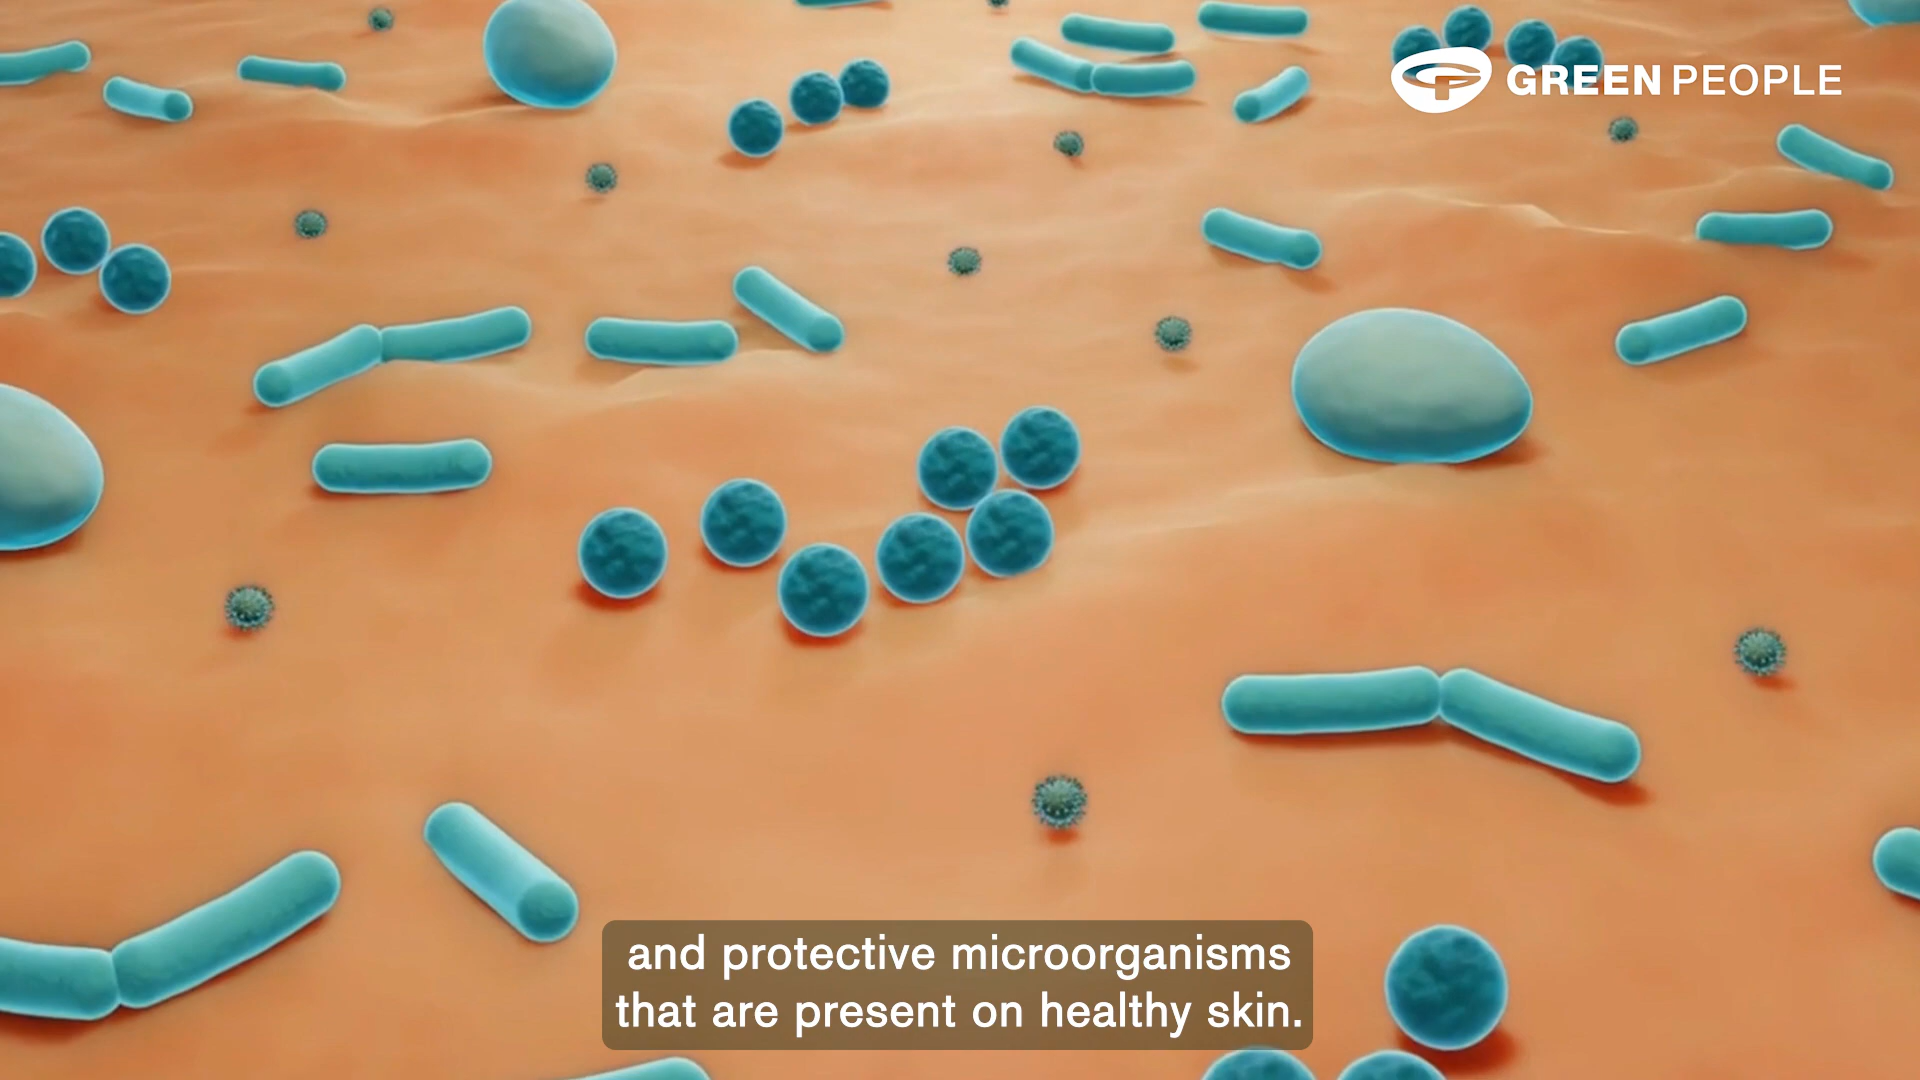 GREEN PEOPLE
and protective microorganisms
that are present on healthy skin.